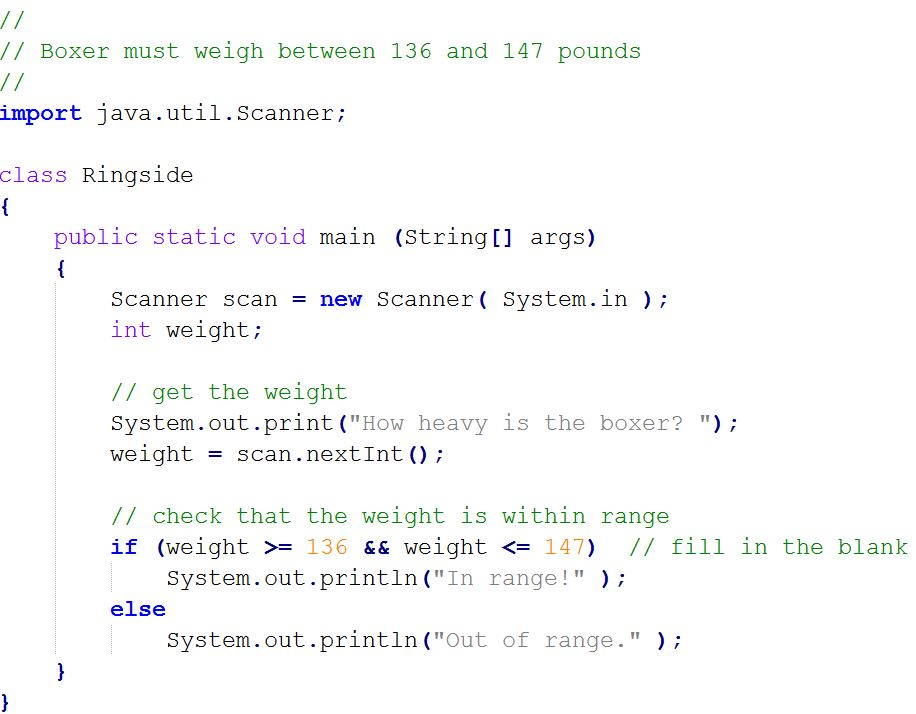 //
// Boxer must weigh between 136 and 147 pounds
//
import java.util.Scanner;
class Ringside
{
    public static void main (String[] args)
    {
        Scanner scan = new Scanner( System.in );
        int weight;
        // get the weight
        System.out.print("How heavy is the boxer? ");
        weight = scan.nextInt();
        // check that the weight is within range
        if (weight >= 136 && weight <= 147)  // fill in the blank
            System.out.println("In range!" );
        else
            System.out.println("Out of range." );
    }
}